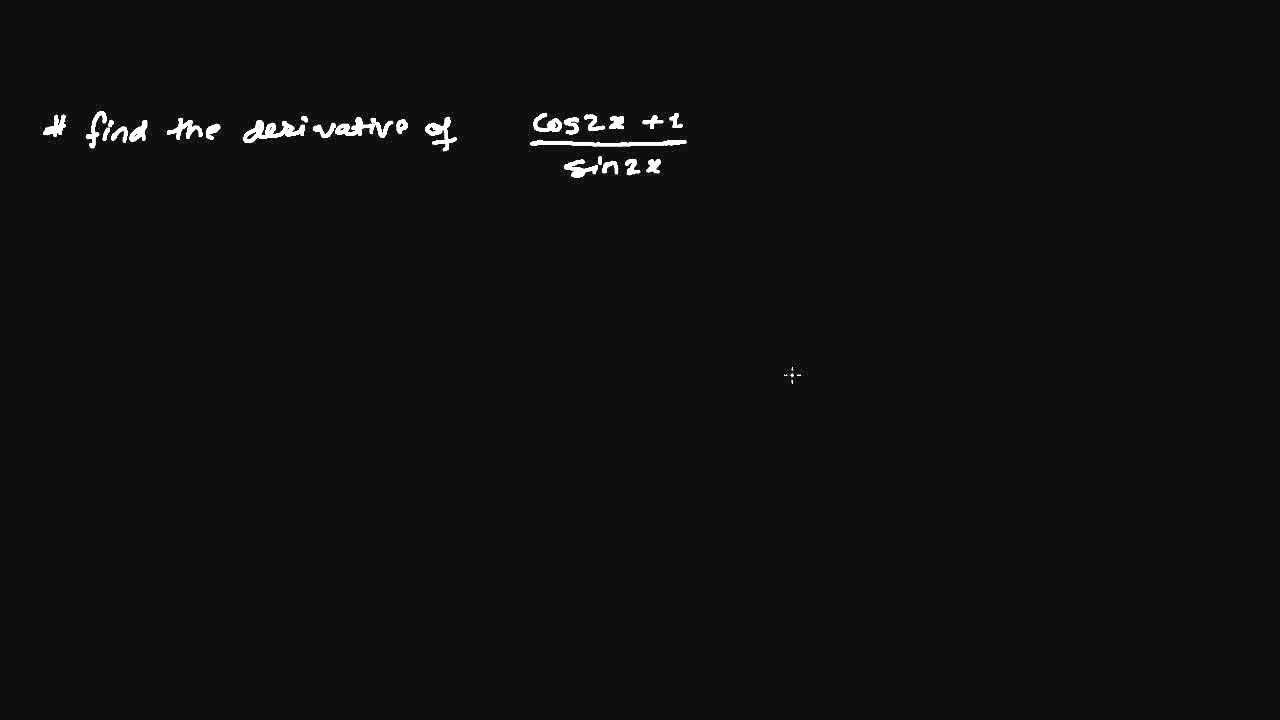 # find the derivative of (cos2x + 1)/(sin2x)